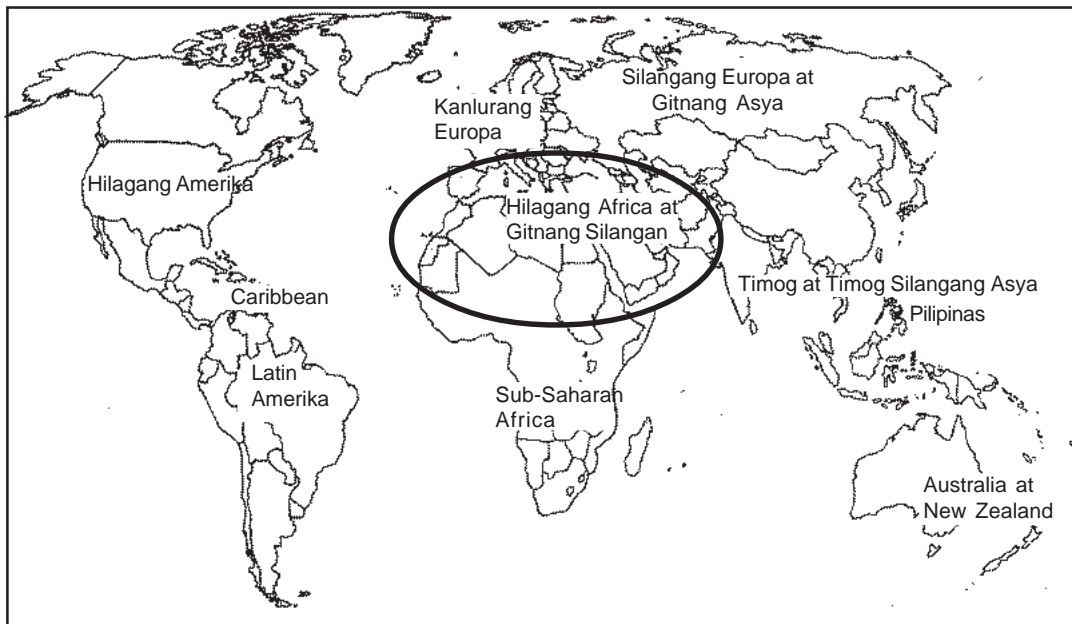 Silangang Europa at
Gitnang Asya
Kanlurang
Europa
Hilagang Amerika
Hilagang Africa at
Gitnang Silangan
Caribbean
Timog at Timog Silangang Asya
Pilipinas
Latin
Amerika
Sub-Saharan
Africa
Australia at
New Zealand